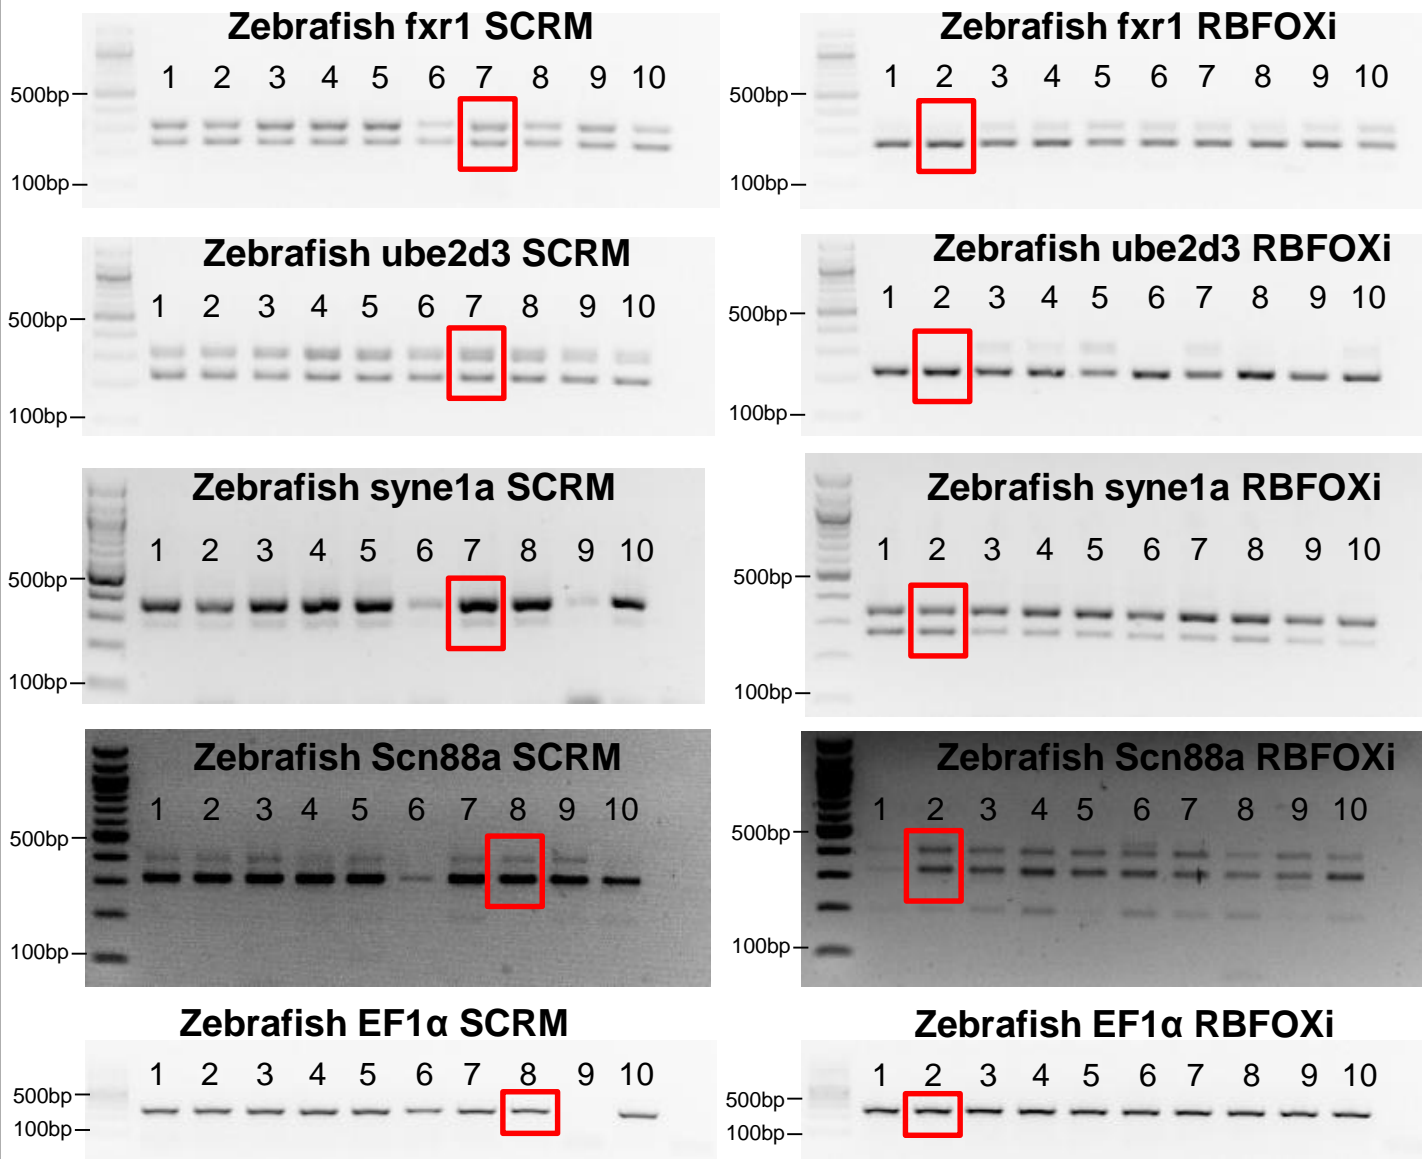 Zebrafish fxr1 SCRM
1 2 3 4 5 6 7 8 9 10
500bp
100bp
Zebrafish fxr1 RBFOXi
1 2 3 4 5 6 7 8 9 10
500bp
100bp
Zebrafish ube2d3 SCRM
1 2 3 4 5 6 7 8 9 10
500bp
100bp
Zebrafish ube2d3 RBFOXi
1 2 3 4 5 6 7 8 9 10
500bp
100bp
Zebrafish syne1a SCRM
1 2 3 4 5 6 7 8 9 10
500bp
100bp
Zebrafish syne1a RBFOXi
1 2 3 4 5 6 7 8 9 10
500bp
100bp
Zebrafish Scn88a SCRM
1 2 3 4 5 6 7 8 9 10
500bp
100bp
Zebrafish Scn88a RBFOXi
1 2 3 4 5 6 7 8 9 10
500bp
100bp
Zebrafish EF1α SCRM
1 2 3 4 5 6 7 8 9 10
500bp
100bp
Zebrafish EF1α RBFOXi
1 2 3 4 5 6 7 8 9 10
500bp
100bp